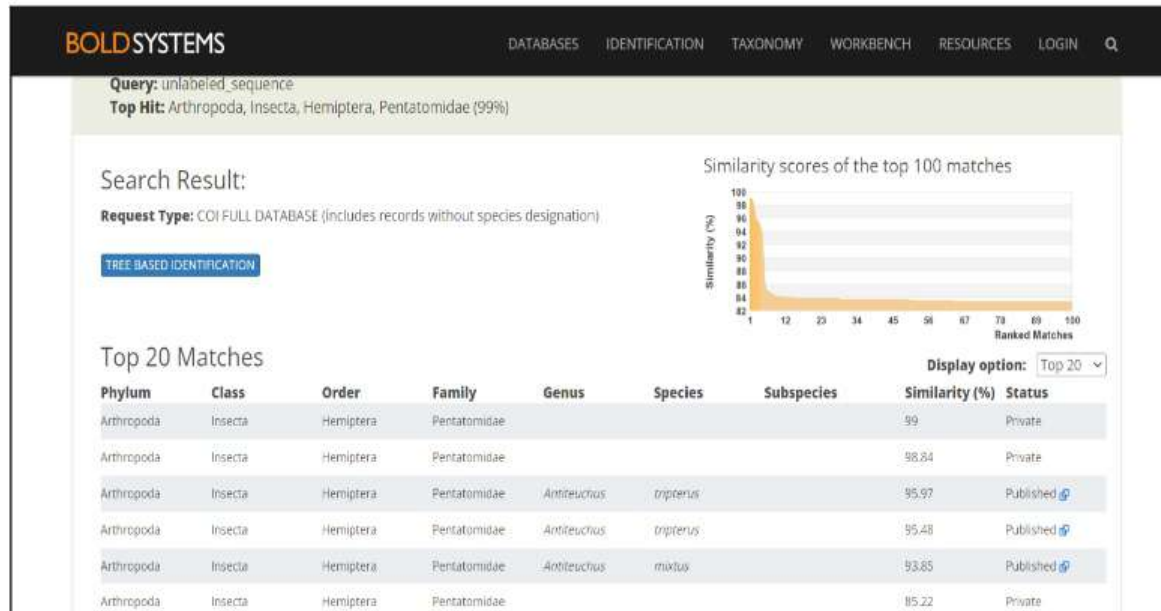 BOLDSYSTEMS
DATABASES IDENTIFICATION TAXONOMY WORKBENCH RESOURCES LOGIN
Query: unlabeled_sequence
Top Hit: Arthropoda, Insecta, Hemiptera, Pentatomidae (99%)
Search Result:
Request Type: COI FULL DATABASE (includes records without species designation)
TREE BASED IDENTIFICATION
Similarity scores of the top 100 matches
Similarity (%)
100
98
96
94
92
90
88
86
84
82
1 12 23 34 45 56 67 78 89 100
Ranked Matches
Top 20 Matches
Display option: Top 20
Phylum Class Order Family Genus Species Subspecies Similarity (%) Status
Arthropoda Insecta Hemiptera Pentatomidae 99 Private
Arthropoda Insecta Hemiptera Pentatomidae 98.84 Private
Arthropoda Insecta Hemiptera Pentatomidae Antiteuchus tripterus 95.97 Published
Arthropoda Insecta Hemiptera Pentatomidae Antiteuchus tripterus 95.48 Published
Arthropoda Insecta Hemiptera Pentatomidae Antiteuchus mixtus 93.85 Published
Arthropoda Insecta Hemiptera Pentatomidae 85.22 Private